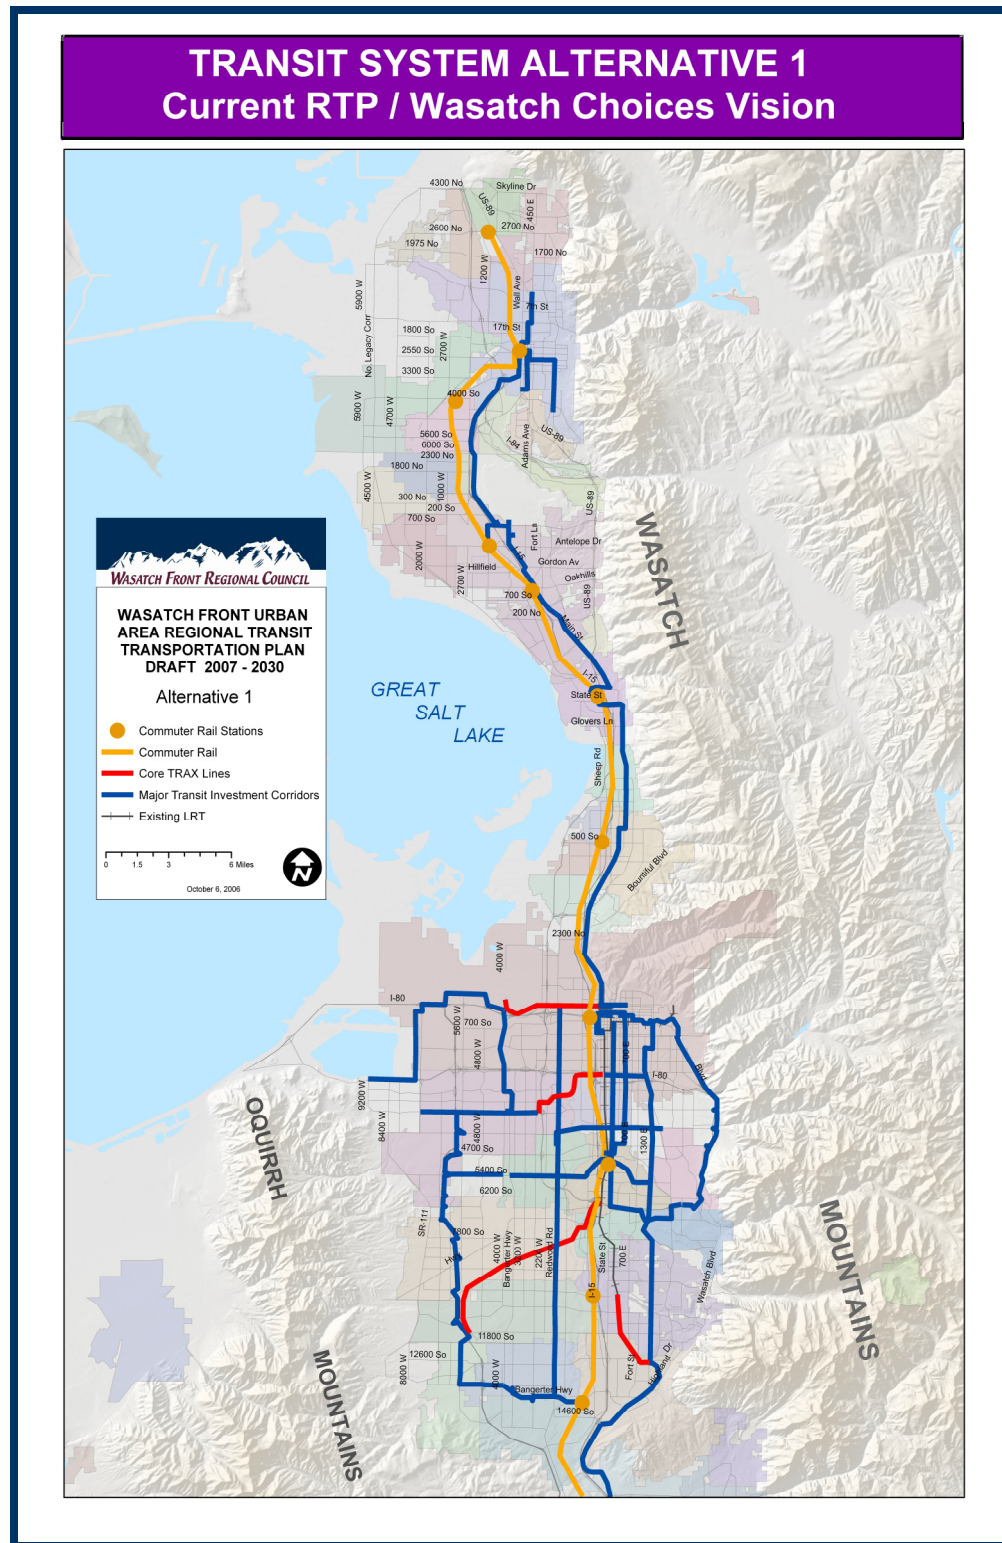 TRANSIT SYSTEM ALTERNATIVE 1
Current RTP / Wasatch Choices Vision
4300 No
Skyline Dr
US-89
450 E
2600 No
2700 No
1975 No
1700 No
1200 W
Wall Ave
5900 W
7th St
No. Legacy Corr
1800 So
17th St
2700 W
2550 So
3300 So
4000 So
5900 W
4700 W
5600 So
6000 So
2300 No
I-84
Adams Ave
US-89
1800 No
4500 W
1000 W
300 No
200 So
700 So
US-89
2000 W
Fort La
Antelope Dr
I-15
Gordon Av
Hillfield
Oakhills
2700 W
700 So
200 No
US-89
Main St
WASATCH
I-15
State St
Glovers Ln
Sheep Rd
GREAT
SALT
LAKE
WASATCH FRONT REGIONAL COUNCIL
WASATCH FRONT URBAN
AREA REGIONAL TRANSIT
TRANSPORTATION PLAN
DRAFT 2007 - 2030
Alternative 1
Commuter Rail Stations
Commuter Rail
Core TRAX Lines
Major Transit Investment Corridors
Existing LRT
0 1.5 3 6 Miles
N
October 6, 2006
500 So
Bountiful Blvd
2300 No
4000 W
I-80
5600 W
700 So
4800 W
I-80
Blvd
9200 W
8400 W
4800 W
4700 So
1300 E
5400 So
6200 So
OQUIRRH
SR-111
7800 So
Hwy
4000 W
Bangerter Hwy
2200 W
Redwood Rd
State St
700 E
Wasatch Blvd
MOUNTAINS
I-15
11800 So
12600 So
8000 W
4000 W
Bangerter Hwy
14600 So
Fort St
Highland Dr
MOUNTAINS